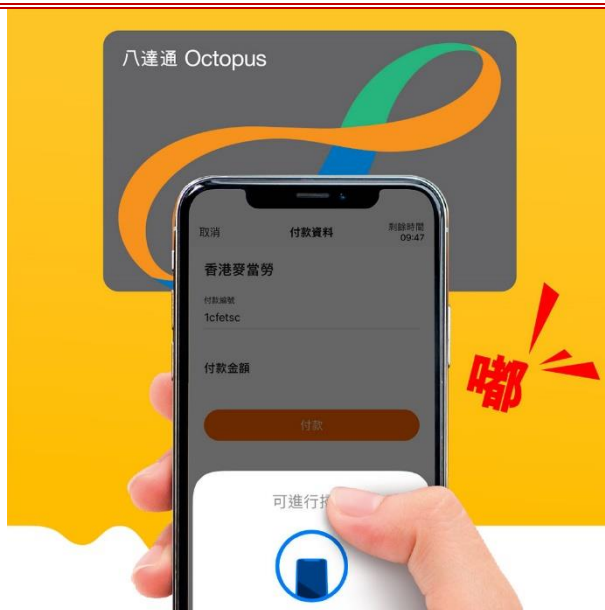 八達通 Octopus
取消
付款資料
剩餘時間
09:47
香港麥當勞
付款編號
1cfetsc
付款金額
付款
嘟
可進行